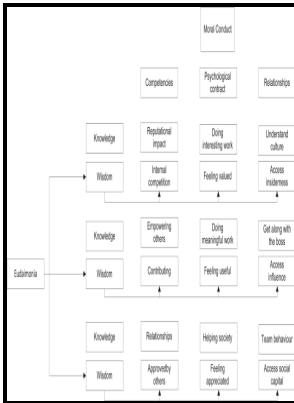 Moral Conduct
Competencies
Psychological
contract
Relationships
Knowledge
Reputational
impact
Doing
interesting work
Understand
culture
Wisdom
Internal
competition
Feeling valued
Access
insiderness
Knowledge
Empowering
others
Doing
meaningful work
Get along with
the boss
Eudaimonia
Wisdom
Contributing
Feeling useful
Access
influence
Knowledge
Relationships
Helping society
Team behaviour
Wisdom
Approvedby
others
Feeling
appreciated
Access social
capital